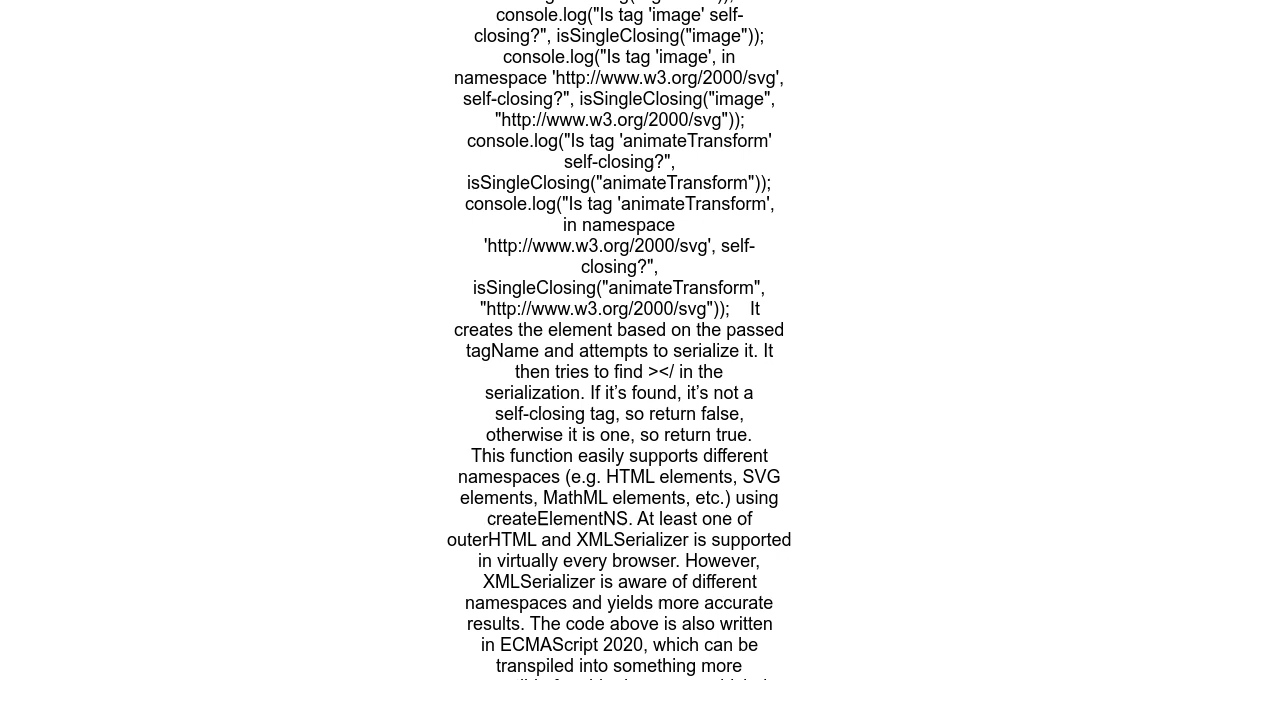 console.log("Is tag 'image' self-
closing?", isSingleClosing("image"));
console.log("Is tag 'image', in
namespace 'http://www.w3.org/2000/svg',
self-closing?", isSingleClosing("image",
"http://www.w3.org/2000/svg"));
console.log("Is tag 'animateTransform'
self-closing?",
isSingleClosing("animateTransform"));
console.log("Is tag 'animateTransform',
in namespace
'http://www.w3.org/2000/svg', self-
closing?",
isSingleClosing("animateTransform",
"http://www.w3.org/2000/svg"));    It
creates the element based on the passed
tagName and attempts to serialize it. It
then tries to find ></ in the
serialization. If it’s found, it’s not a
self-closing tag, so return false,
otherwise it is one, so return true.
This function easily supports different
namespaces (e.g. HTML elements, SVG
elements, MathML elements, etc.) using
createElementNS. At least one of
outerHTML and XMLSerializer is supported
in virtually every browser. However,
XMLSerializer is aware of different
namespaces and yields more accurate
results. The code above is also written
in ECMAScript 2020, which can be
transpiled into something more